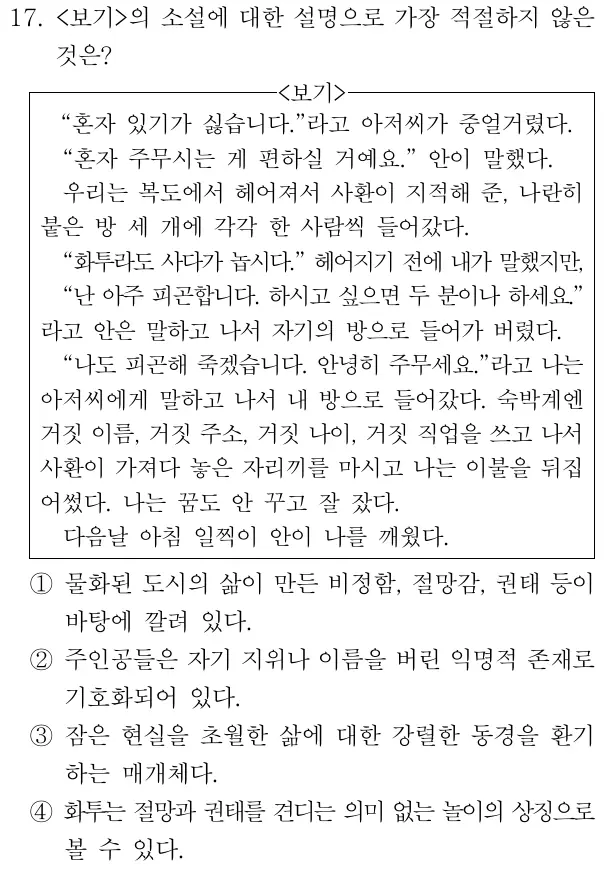 17. <보기>의 소설에 대한 설명으로 가장 적절하지 않은
것은?
<보기>
“혼자 있기가 싫습니다.”라고 아저씨가 중얼거렸다.
“혼자 주무시는 게 편하실 거예요.” 안이 말했다.
우리는 복도에서 헤어져서 사환이 지적해 준, 나란히
붙은 방 세 개에 각각 한 사람씩 들어갔다.
“화투라도 사다가 놉시다.” 헤어지기 전에 내가 말했지만,
“난 아주 피곤합니다. 하시고 싶으면 두 분이나 하세요.”
라고 안은 말하고 나서 자기의 방으로 들어가 버렸다.
“나도 피곤해 죽겠습니다. 안녕히 주무세요.”라고 나는
아저씨에게 말하고 나서 내 방으로 들어갔다. 숙박계엔
거짓 이름, 거짓 주소, 거짓 나이, 거짓 직업을 쓰고 나서
사환이 가져다 놓은 자리끼를 마시고 나는 이불을 뒤집
어썼다. 나는 꿈도 안 꾸고 잘 잤다.
다음날 아침 일찍이 안이 나를 깨웠다.
① 물화된 도시의 삶이 만든 비정함, 절망감, 권태 등이
바탕에 깔려 있다.
② 주인공들은 자기 지위나 이름을 버린 익명적 존재로
기호화되어 있다.
③ 잠은 현실을 초월한 삶에 대한 강렬한 동경을 환기
하는 매개체다.
④ 화투는 절망과 권태를 견디는 의미 없는 놀이의 상징으로
볼 수 있다.